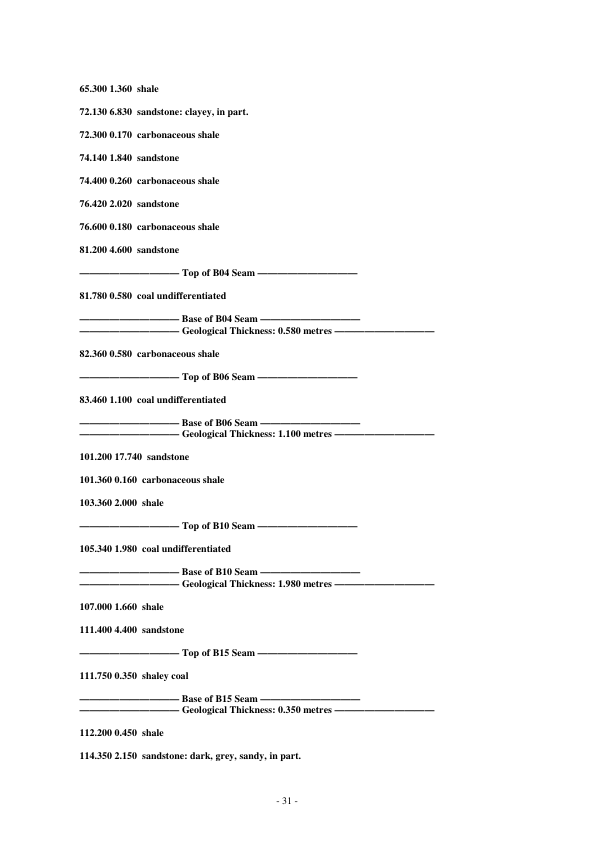 65.300 1.360 shale
72.130 6.830 sandstone: clayey, in part.
72.300 0.170 carbonaceous shale
74.140 1.840 sandstone
74.400 0.260 carbonaceous shale
76.420 2.020 sandstone
76.600 0.180 carbonaceous shale
81.200 4.600 sandstone
—————————— Top of B04 Seam ——————————
81.780 0.580 coal undifferentiated
—————————— Base of B04 Seam ——————————
—————————— Geological Thickness: 0.580 metres ——————————
82.360 0.580 carbonaceous shale
—————————— Top of B06 Seam ——————————
83.460 1.100 coal undifferentiated
—————————— Base of B06 Seam ——————————
—————————— Geological Thickness: 1.100 metres ——————————
101.200 17.740 sandstone
101.360 0.160 carbonaceous shale
103.360 2.000 shale
—————————— Top of B10 Seam ——————————
105.340 1.980 coal undifferentiated
—————————— Base of B10 Seam ——————————
—————————— Geological Thickness: 1.980 metres ——————————
107.000 1.660 shale
111.400 4.400 sandstone
—————————— Top of B15 Seam ——————————
111.750 0.350 shaley coal
—————————— Base of B15 Seam ——————————
—————————— Geological Thickness: 0.350 metres ——————————
112.200 0.450 shale
114.350 2.150 sandstone: dark, grey, sandy, in part.
- 31 -